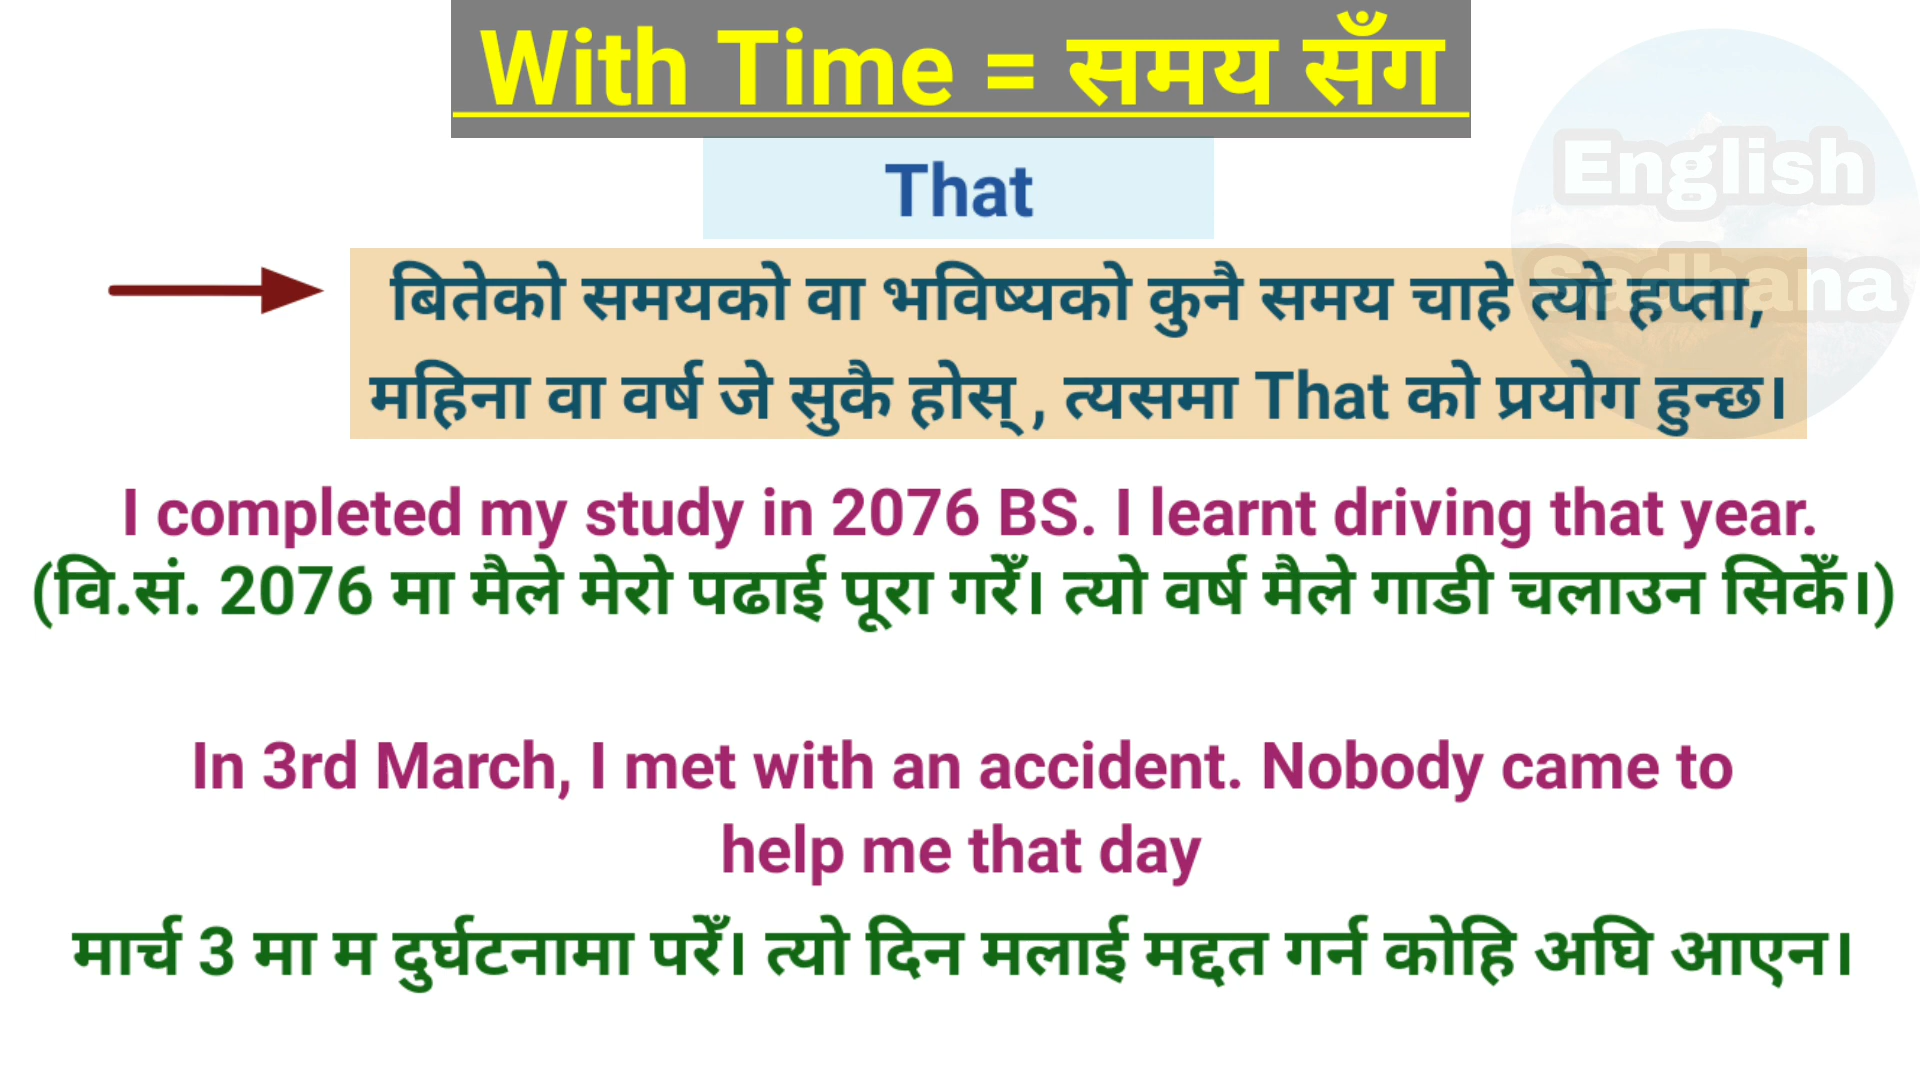 With Time = समय सँग
English
That
Sadhana
बितेको समयको वा भविष्यको कुनै समय चाहे त्यो हप्ता,
महिना वा वर्ष जे सुकै होस् , त्यसमा That को प्रयोग हुन्छ।
I completed my study in 2076 BS. I learnt driving that year.
(वि.सं. 2076 मा मैले मेरो पढाई पूरा गरेँ। त्यो वर्ष मैले गाडी चलाउन सिकेँ।)
In 3rd March, I met with an accident. Nobody came to
help me that day
मार्च 3 मा म दुर्घटनामा परेँ। त्यो दिन मलाई मद्दत गर्न कोहि अघि आएन।